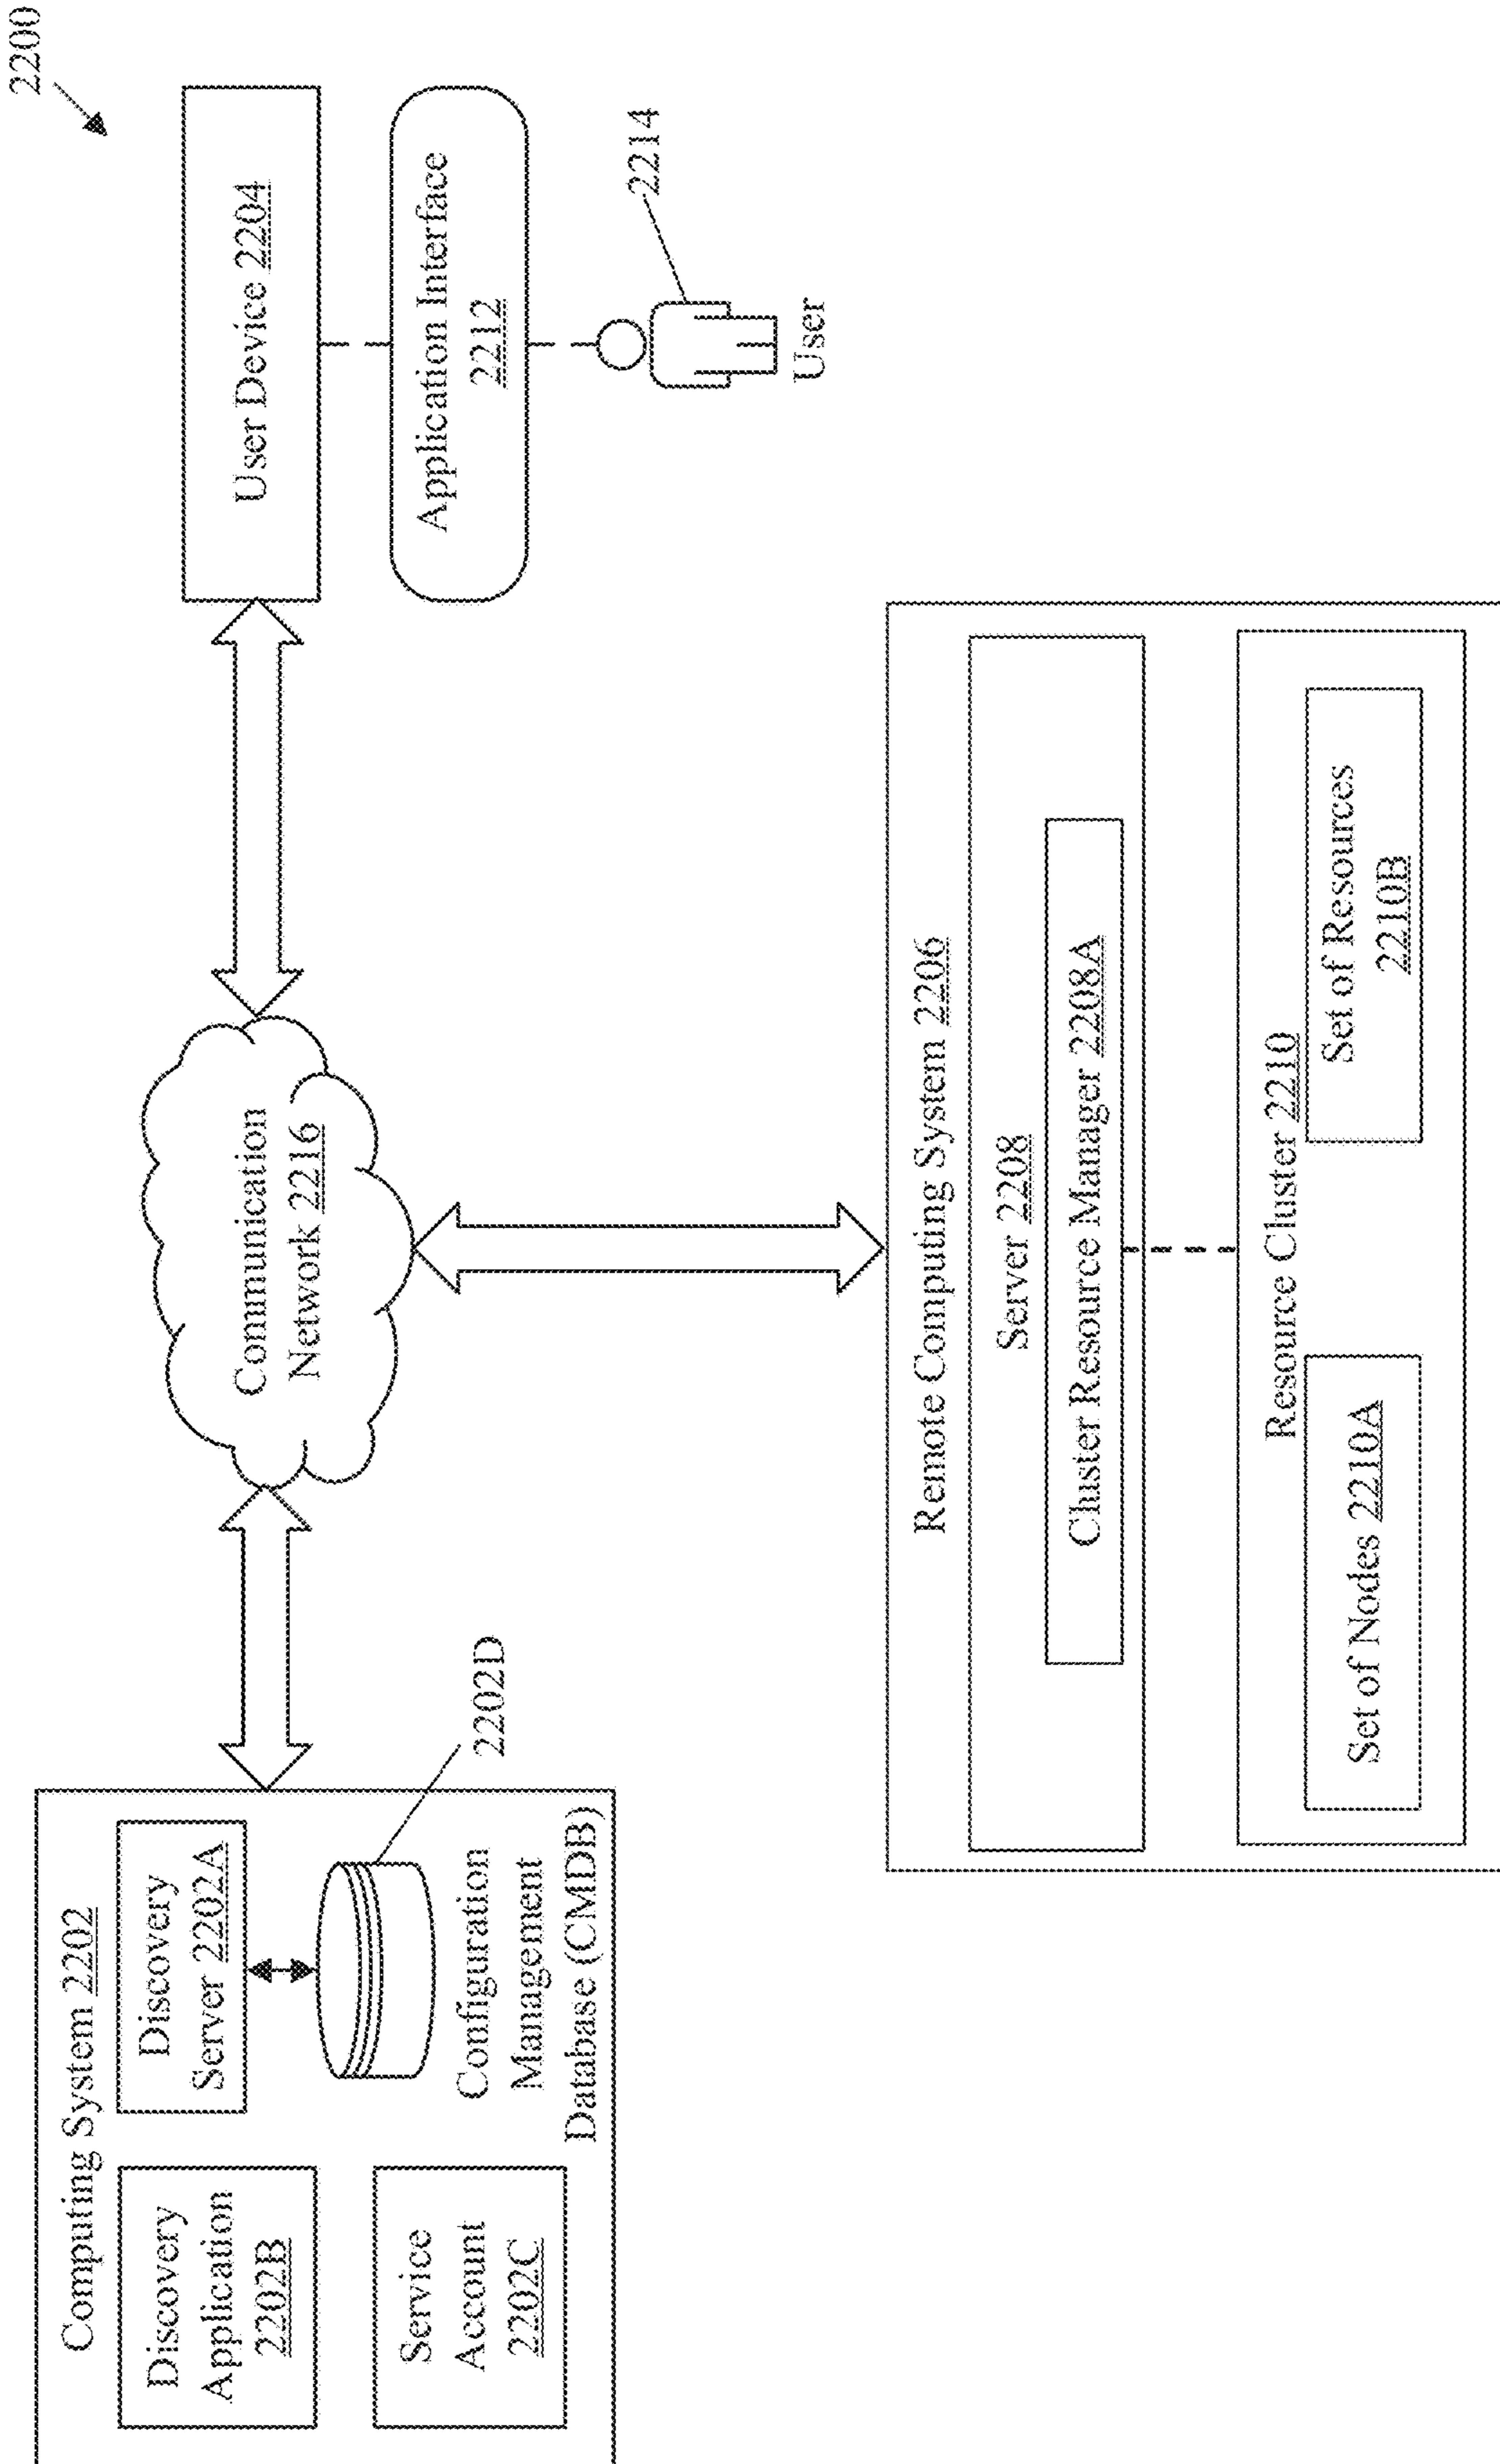 2200
Computing System 2202
Discovery
Application
2202B
Discovery
Server 2202A
Service
Account
2202C
2202D
Configuration
Management
Database (CMDB)
Communication
Network 2216
User Device 2204
Application Interface
2212
2214
User
Remote Computing System 2206
Server 2208
Cluster Resource Manager 2208A
Resource Cluster 2210
Set of Nodes 2210A
Set of Resources
2210B